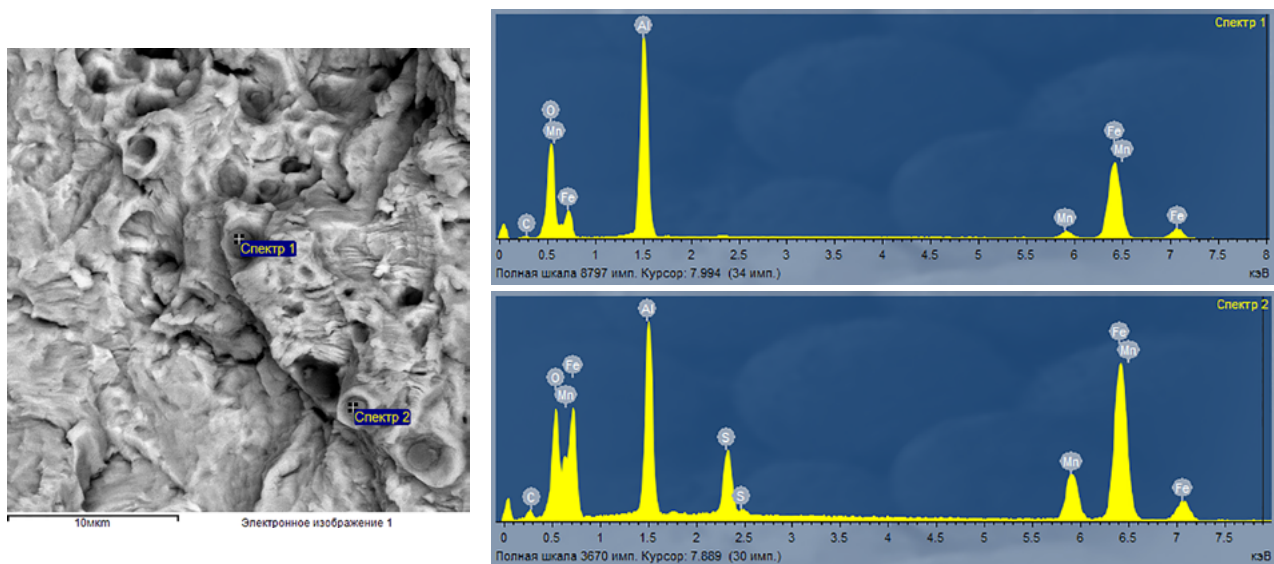 Спектр 1
Спектр 2
10мкm
Электронное изображение 1
Спектр 1
Al
O
Mn
Fe
C
Fe
Mn
Mn
Fe
0 0.5 1 1.5 2 2.5 3 3.5 4 4.5 5 5.5 6 6.5 7 7.5 8
Полная шкала 8797 имп. Курсор: 7.994 (34 имп.)
кэВ
Спектр 2
Al
Fe
O
Mn
C
S
S
Fe
Mn
Mn
Fe
0 0.5 1 1.5 2 2.5 3 3.5 4 4.5 5 5.5 6 6.5 7 7.5
Полная шкала 3670 имп. Курсор: 7.889 (30 имп.)
кэВ